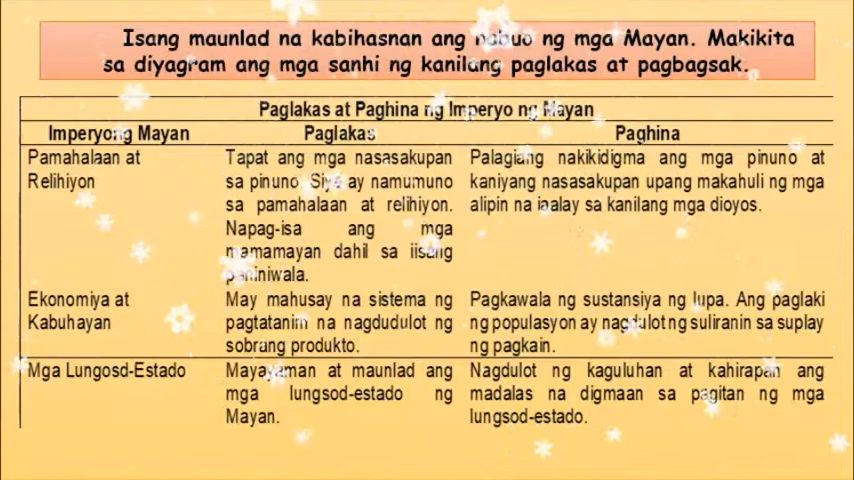 Isang maunlad na kabihasnan ang nabuo ng mga Mayan. Makikita
sa diyagram ang mga sanhi ng kanilang paglakas at pagbagsak.
Paglakas at Paghina ng Imperyo ng Mayan
Imperyong Mayan Paglakas Paghina
Pamahalaan at
Relihiyon
Tapat ang mga nasasakupan
sa pinuno. Siya ay namumuno
sa pamahalaan at relihiyon.
Napag-isa ang mga
mamamayan dahil sa iisang
paniniwala.
Palagiang nakikidigma ang mga pinuno at
kaniyang nasasakupan upang makahuli ng mga
alipin na iaalay sa kanilang mga dioyos.
Ekonomiya at
Kabuhayan
May mahusay na sistema ng
pagtatanim na nagdudulot ng
sobrang produkto.
Pagkawala ng sustansiya ng lupa. Ang paglaki
ng populasyon ay nagdulot ng suliranin sa suplay
ng pagkain.
Mga Lungosd-Estado
Mayayaman at maunlad ang
mga lungsod-estado ng
Mayan.
Nagdulot ng kaguluhan at kahirapan ang
madalas na digmaan sa pagitan ng mga
lungsod-estado.